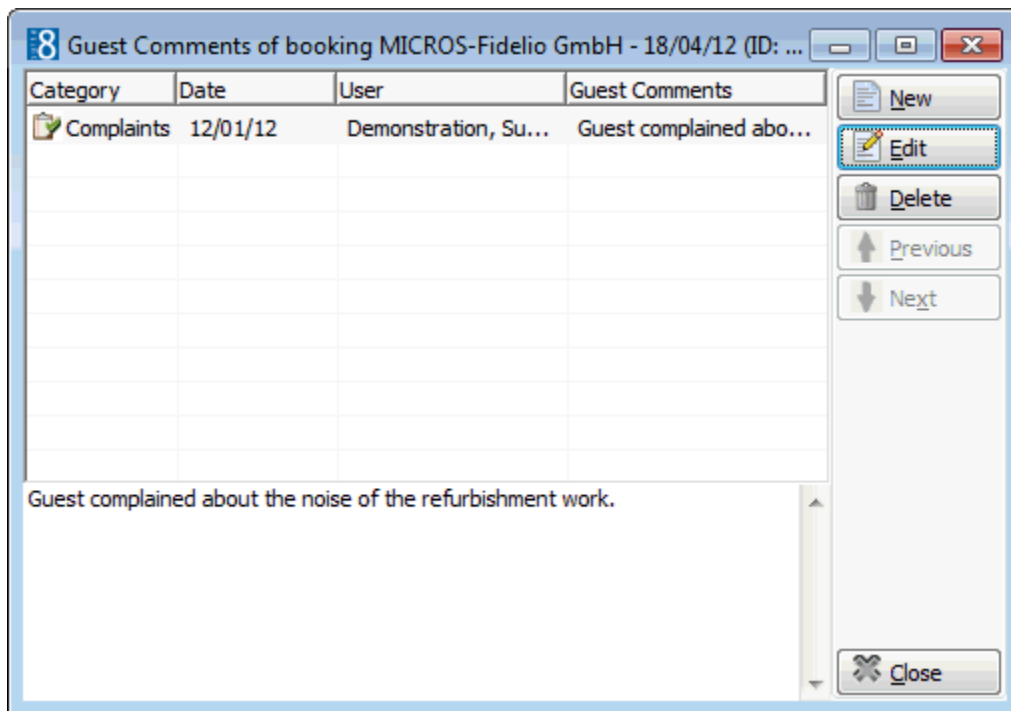 8 Guest Comments of booking MICROS-Fidelio GmbH - 18/04/12 (ID: ...
Category Date User Guest Comments
Complaints 12/01/12 Demonstration, Su... Guest complained abo...
New
Edit
Delete
Previous
Next
Guest complained about the noise of the refurbishment work.
Close